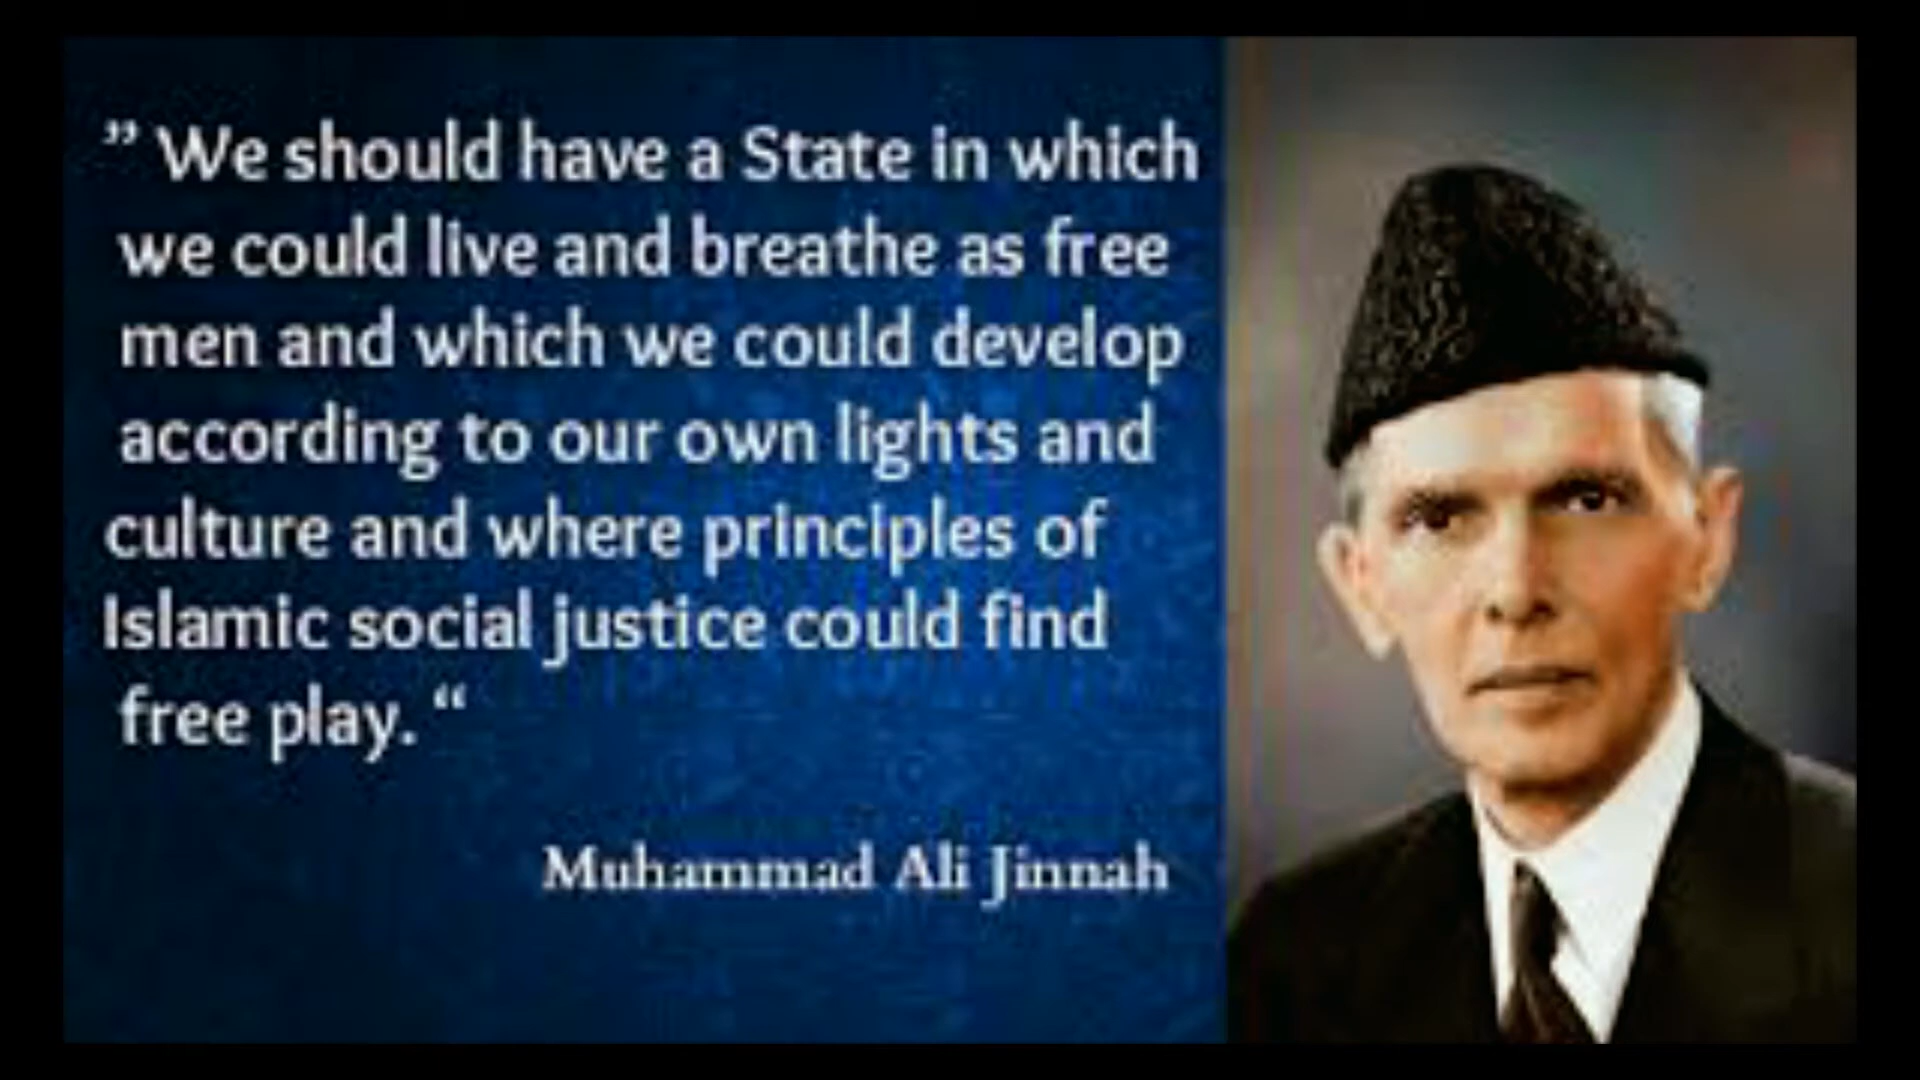 ” We should have a State in which
we could live and breathe as free
men and which we could develop
according to our own lights and
culture and where principles of
Islamic social justice could find
free play. “
Muhammad Ali Jinnah